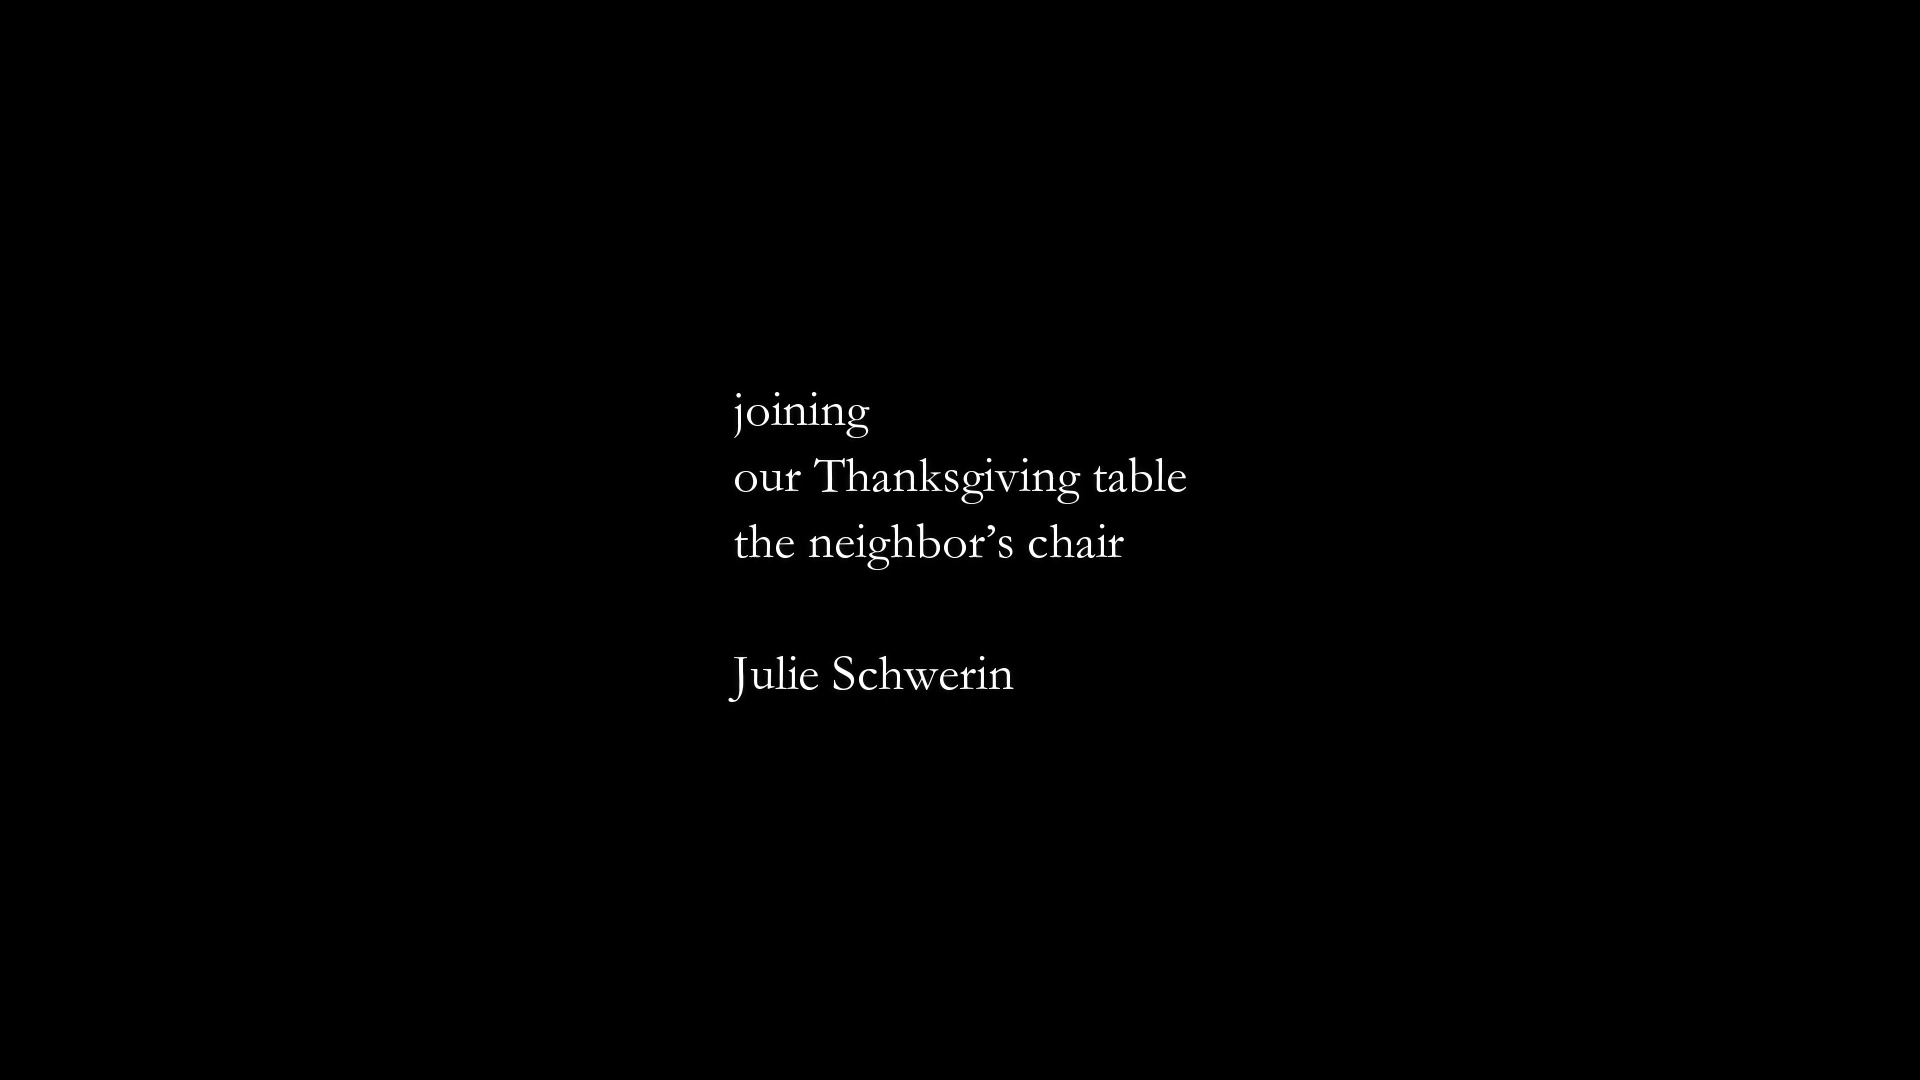 joining
our Thanksgiving table
the neighbor’s chair
Julie Schwerin